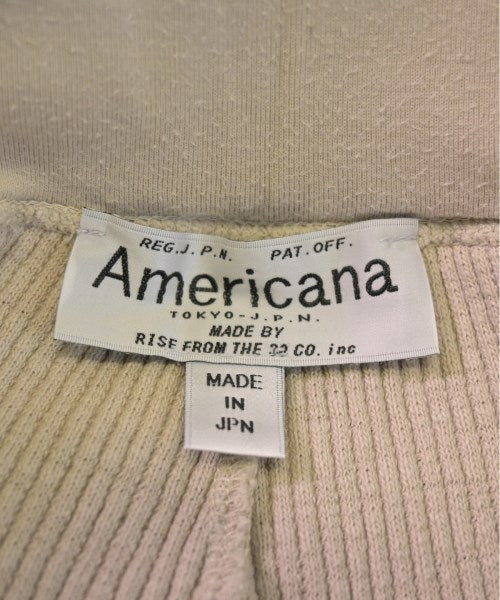 REG.J.P.N. PAT.OFF.
Americana
TOKYO-J.P.N.
MADE BY
RISE FROM THE 32 CO. inc
MADE
IN
JPN